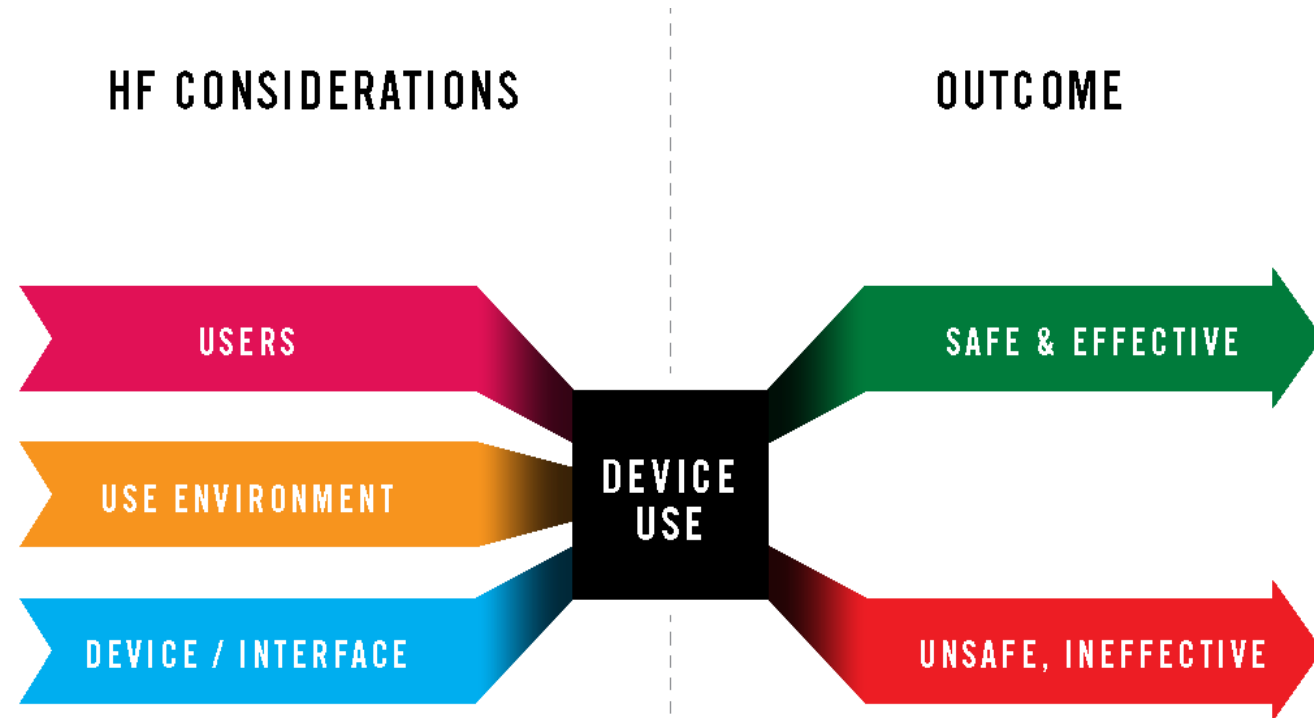 HF CONSIDERATIONS
OUTCOME
USERS
USE ENVIRONMENT
DEVICE / INTERFACE
DEVICE
USE
SAFE & EFFECTIVE
UNSAFE, INEFFECTIVE